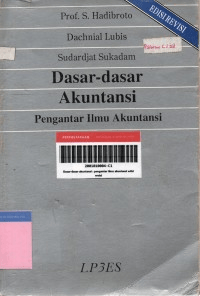 Prof. S. Hadibroto
Dachnial Lubis
Sudardjat Sukadam
EDISI REVISI
Dasar-dasar
Akuntansi
Pengantar Ilmu Akuntansi
LP3ES